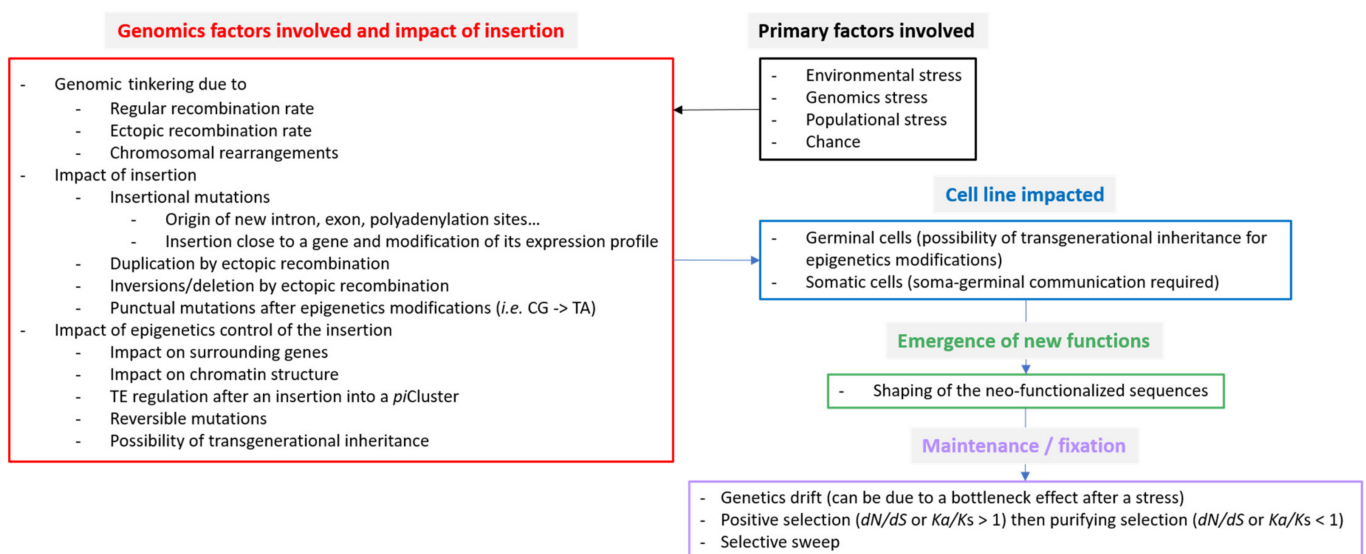 Genomics factors involved and impact of insertion
- Genomic tinkering due to
- Regular recombination rate
- Ectopic recombination rate
- Chromosomal rearrangements
- Impact of insertion
- Insertional mutations
- Origin of new intron, exon, polyadenylation sites...
- Insertion close to a gene and modification of its expression profile
- Duplication by ectopic recombination
- Inversions/deletion by ectopic recombination
- Punctual mutations after epigenetics modifications (i.e. CG -> TA)
- Impact of epigenetics control of the insertion
- Impact on surrounding genes
- Impact on chromatin structure
- TE regulation after an insertion into a piCluster
- Reversible mutations
- Possibility of transgenerational inheritance
Primary factors involved
- Environmental stress
- Genomics stress
- Populational stress
- Chance
Cell line impacted
- Germinal cells (possibility of transgenerational inheritance for
epigenetics modifications)
- Somatic cells (soma-germinal communication required)
Emergence of new functions
- Shaping of the neo-functionalized sequences
Maintenance / fixation
- Genetics drift (can be due to a bottleneck effect after a stress)
- Positive selection (dN/dS or Ka/Ks > 1) then purifying selection (dN/dS or Ka/Ks < 1)
- Selective sweep